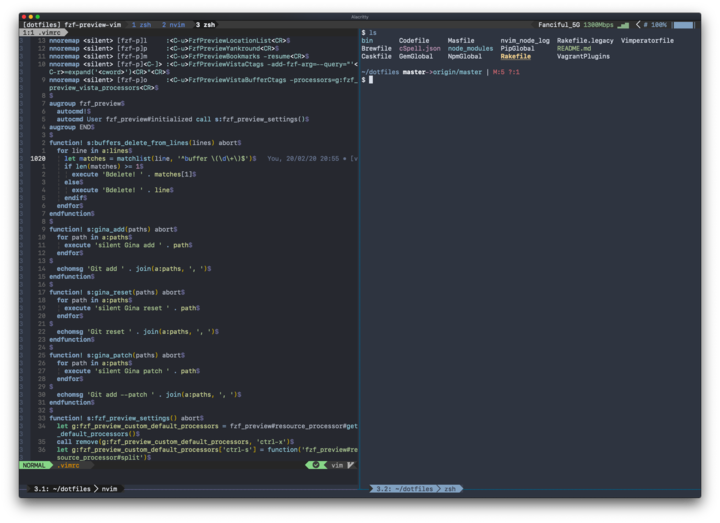 Alacritty
[dotfiles] fzf-preview-vim 1 zsh 2 nvim 3 zsh
Fanciful_5G 1300Mbps # 100%
1:1 .vimrc
13 nnoremap <silent> [fzf-p]l :<C-u>FzfPreviewLocationList<CR>$
12 nnoremap <silent> [fzf-p]p :<C-u>FzfPreviewYankround<CR>$
11 nnoremap <silent> [fzf-p]m :<C-u>FzfPreviewBookmarks -resume<CR>$
10 nnoremap <silent> [fzf-p]<C-]> :<C-u>FzfPreviewVistaCtags -add-fzf-arg=--query="'<
C-r>=expand('<cword>')<CR>"<CR>$
9 nnoremap <silent> [fzf-p]o :<C-u>FzfPreviewVistaBufferCtags -processes=g:fzf_
preview_vista_processes<CR>$
8 $
7 augroup fzf_preview$
6 autocmd!$
5 autocmd User fzf_preview#initialized call s:fzf_preview_settings()$
4 augroup END$
3 $
2 function! s:buffers_delete_from_lines(lines) abort$
1 for line in a:lines$
1020 let matches = matchlist(line, '^buffer \(\d\+\)$')$ You, 20/02/20 20:55 • [v
1 if len(matches) >= 1$
2 execute 'Bdelete! ' . matches[1]$
3 else$
4 execute 'Bdelete! ' . line$
5 endif$
6 endfor$
7 endfunction$
8 $
9 function! s:gina_add(paths) abort$
10 for path in a:paths$
11 execute 'silent Gina add ' . path$
12 endfor$
13 $
14 echomsg 'Git add ' . join(a:paths, ', ')$
15 endfunction$
16 $
17 function! s:gina_reset(paths) abort$
18 for path in a:paths$
19 execute 'silent Gina reset ' . path$
20 endfor$
21 $
22 echomsg 'Git reset ' . join(a:paths, ', ')$
23 endfunction$
24 $
25 function! s:gina_patch(paths) abort$
26 for path in a:paths$
27 execute 'silent Gina patch ' . path$
28 endfor$
29 $
30 echomsg 'Git add --patch ' . join(a:paths, ', ')$
31 endfunction$
32 $
33 function! s:fzf_preview_settings() abort$
34 let g:fzf_preview_custom_default_processors = fzf_preview#resource_processor#get
_default_processors()$
35 call remove(g:fzf_preview_custom_default_processors, 'ctrl-x')$
36 let g:fzf_preview_custom_default_processors['ctrl-s'] = function('fzf_preview#re
source_processor#split')$
NORMAL .vimrc vim
3.1: ~/dotfiles nvim
$ ls
bin Codefile Masfile nvim_node_log Rakefile.legacy Vimperatorfile
Brewfile cSpell.json node_modules PipGlobal README.md
Caskfile GemGlobal NpmGlobal Rakefile VagrantPlugins
~/dotfiles master->origin/master | M:5 ?:1
$
3.2: ~/dotfiles zsh